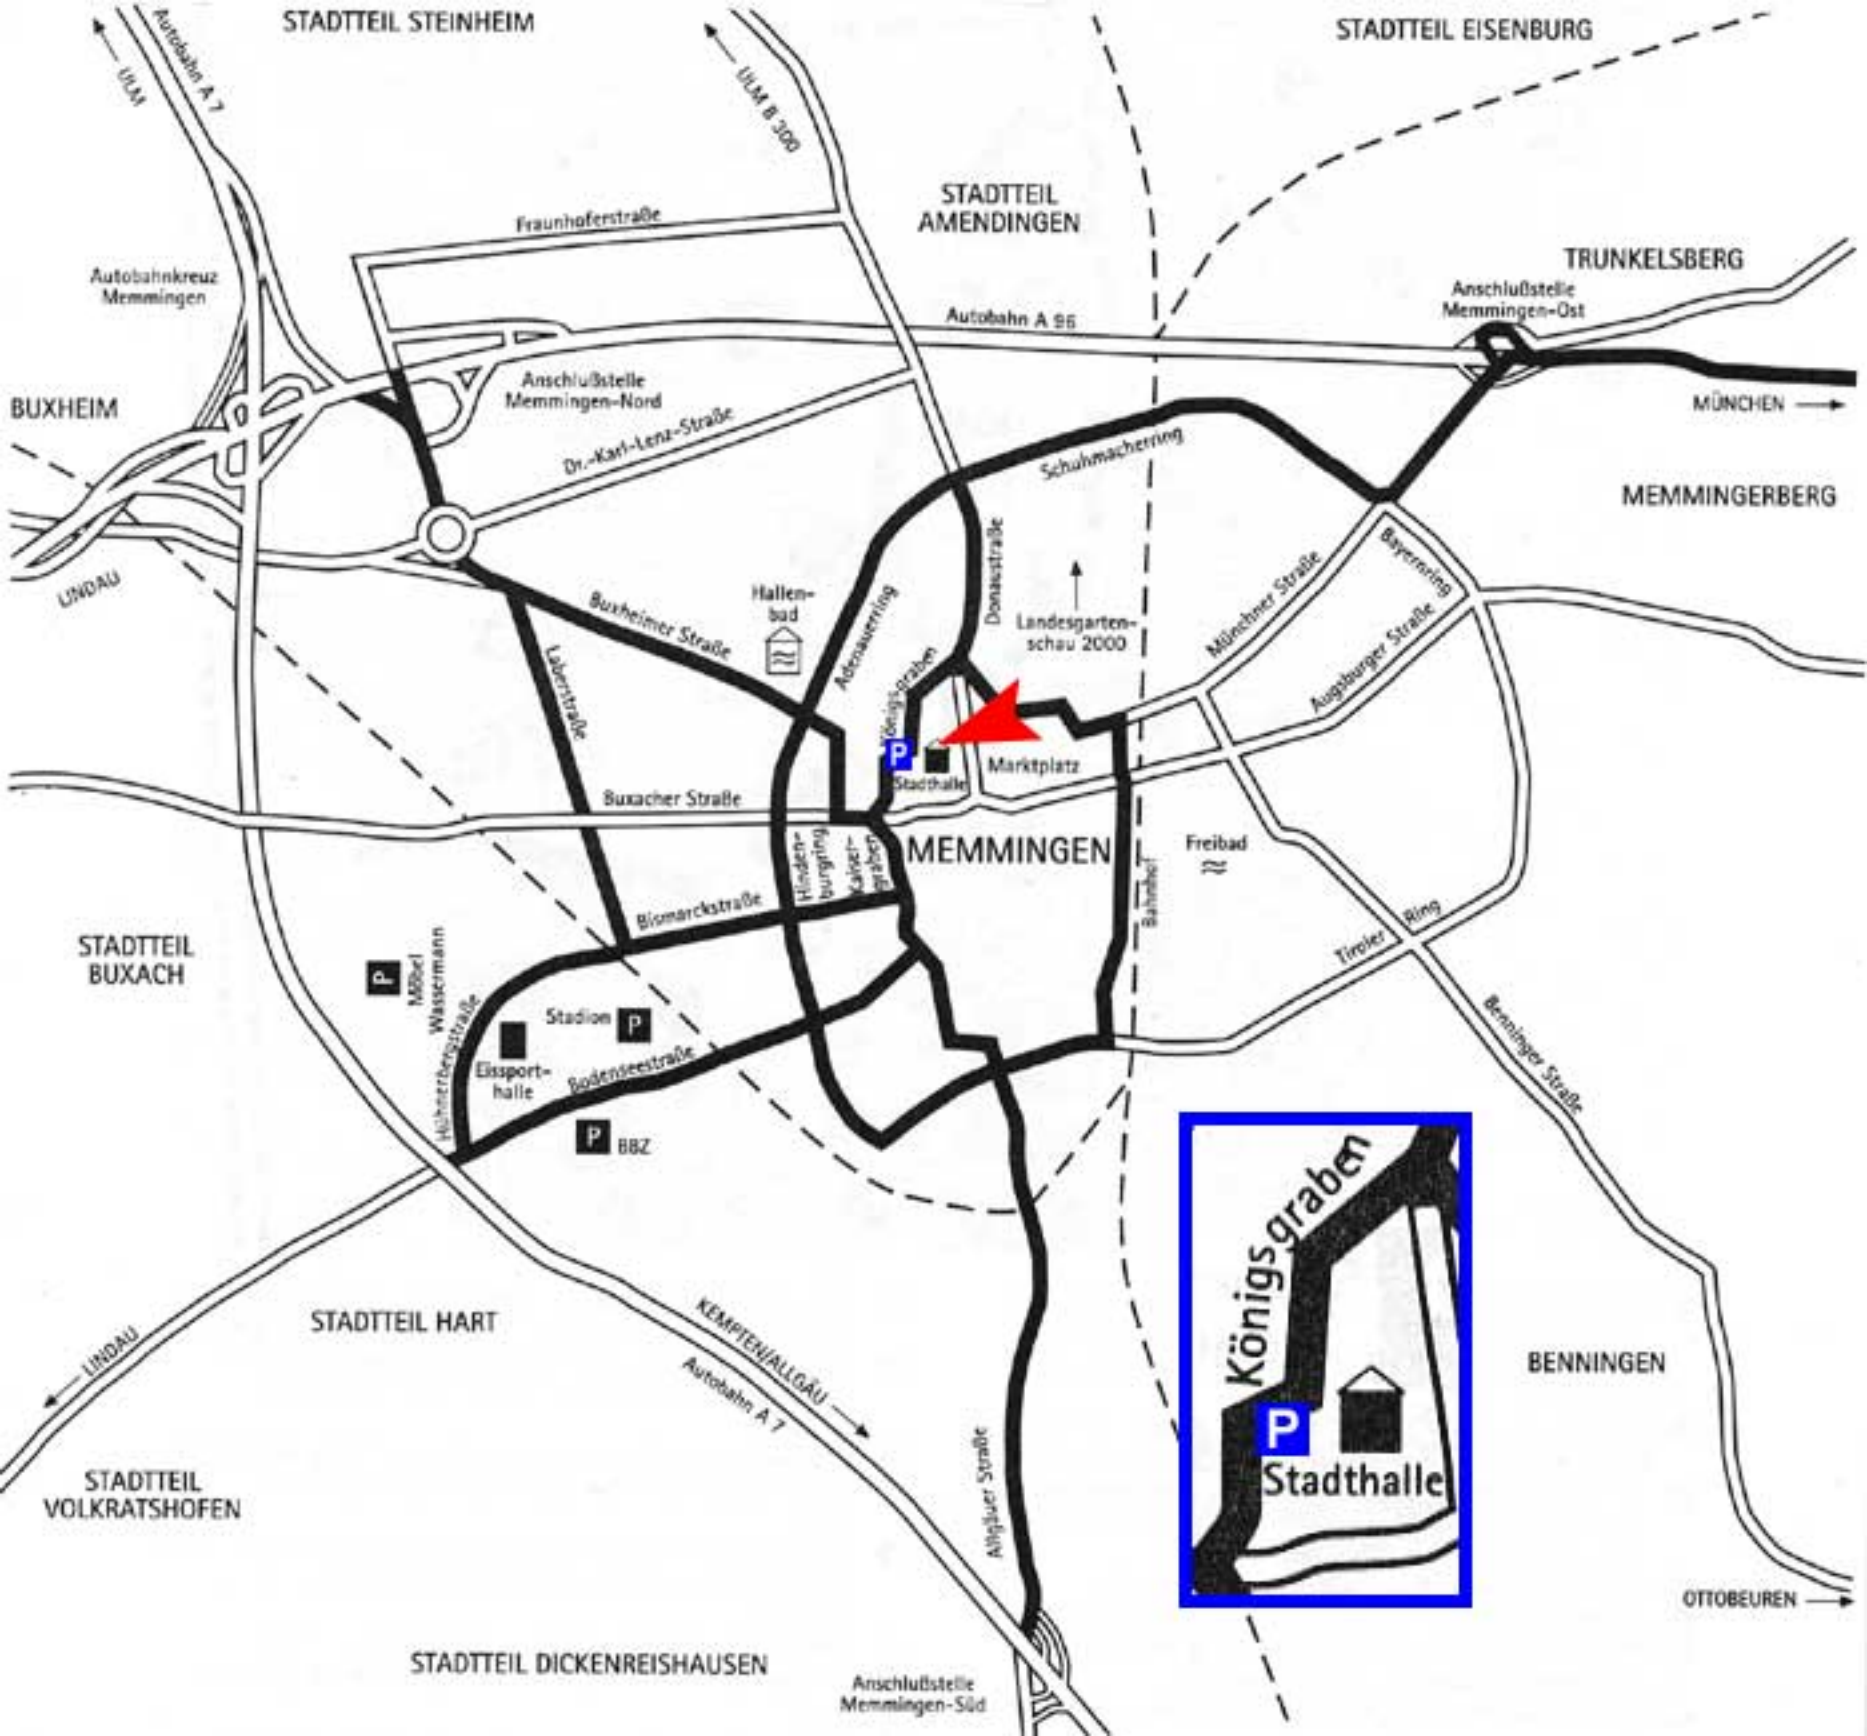 STADTTEIL STEINHEIM
STADTTEIL EISENBURG
Autobahn A 7
ULM
ULM B 300
STADTTEIL
AMENDINGEN
Fraunhoferstraße
TRUNKELSBERG
Autobahnkreuz
Memmingen
Anschlußstelle
Memmingen-Ost
Autobahn A 96
Anschlußstelle
Memmingen-Nord
BUXHEIM
MÜNCHEN
Dr.-Karl-Lenz-Straße
Schuhmacherring
MEMMINGERBERG
LINDAU
Donaustraße
Bayernring
Hallen-
bad
Buxheimer Straße
Adenauerring
Landesgarten-
schau 2000
Münchner Straße
Augsburger Straße
Laberstraße
Königsgraben
P
Stadthalle
Marktplatz
Buxacher Straße
MEMMINGEN
Hinden-
burgring
Kaiser-
graben
Freibad
Bahnhof
Bismarckstraße
Tiroler Ring
STADTTEIL
BUXACH
P
Möbel
Wassermann
Hühnerbergstraße
Stadion
P
Eissport-
halle
Bodenseestraße
P
BBZ
Benninger Straße
Königsgraben
P
Stadthalle
STADTTEIL HART
KEMPTEN/ALLGÄU
Autobahn A 7
LINDAU
BENNINGEN
Allgäuer Straße
STADTTEIL
VOLKRATSHOFEN
OTTOBEUREN
STADTTEIL DICKENREISHAUSEN
Anschlußstelle
Memmingen-Süd